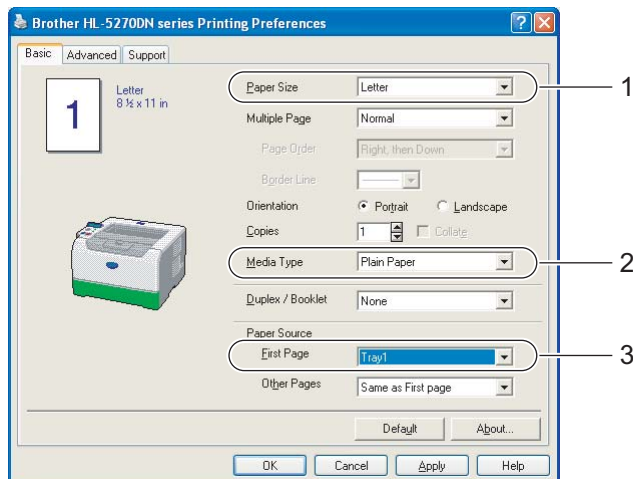 Brother HL-5270DN series Printing Preferences
Basic Advanced Support
1
Letter
8 ½ x 11 in
Paper Size Letter 1
Multiple Page Normal
Page Order Right, then Down
Border Line
Orientation Portrait Landscape
Copies 1 Collate
Media Type Plain Paper 2
Duplex / Booklet None
Paper Source
First Page Tray1 3
Other Pages Same as First page
Default About...
OK Cancel Apply Help